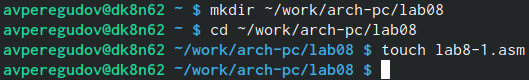 avperegudov@dk8n62 ~ $ mkdir ~/work/arch-pc/lab08
avperegudov@dk8n62 ~ $ cd ~/work/arch-pc/lab08
avperegudov@dk8n62 ~/work/arch-pc/lab08 $ touch lab8-1.asm
avperegudov@dk8n62 ~/work/arch-pc/lab08 $